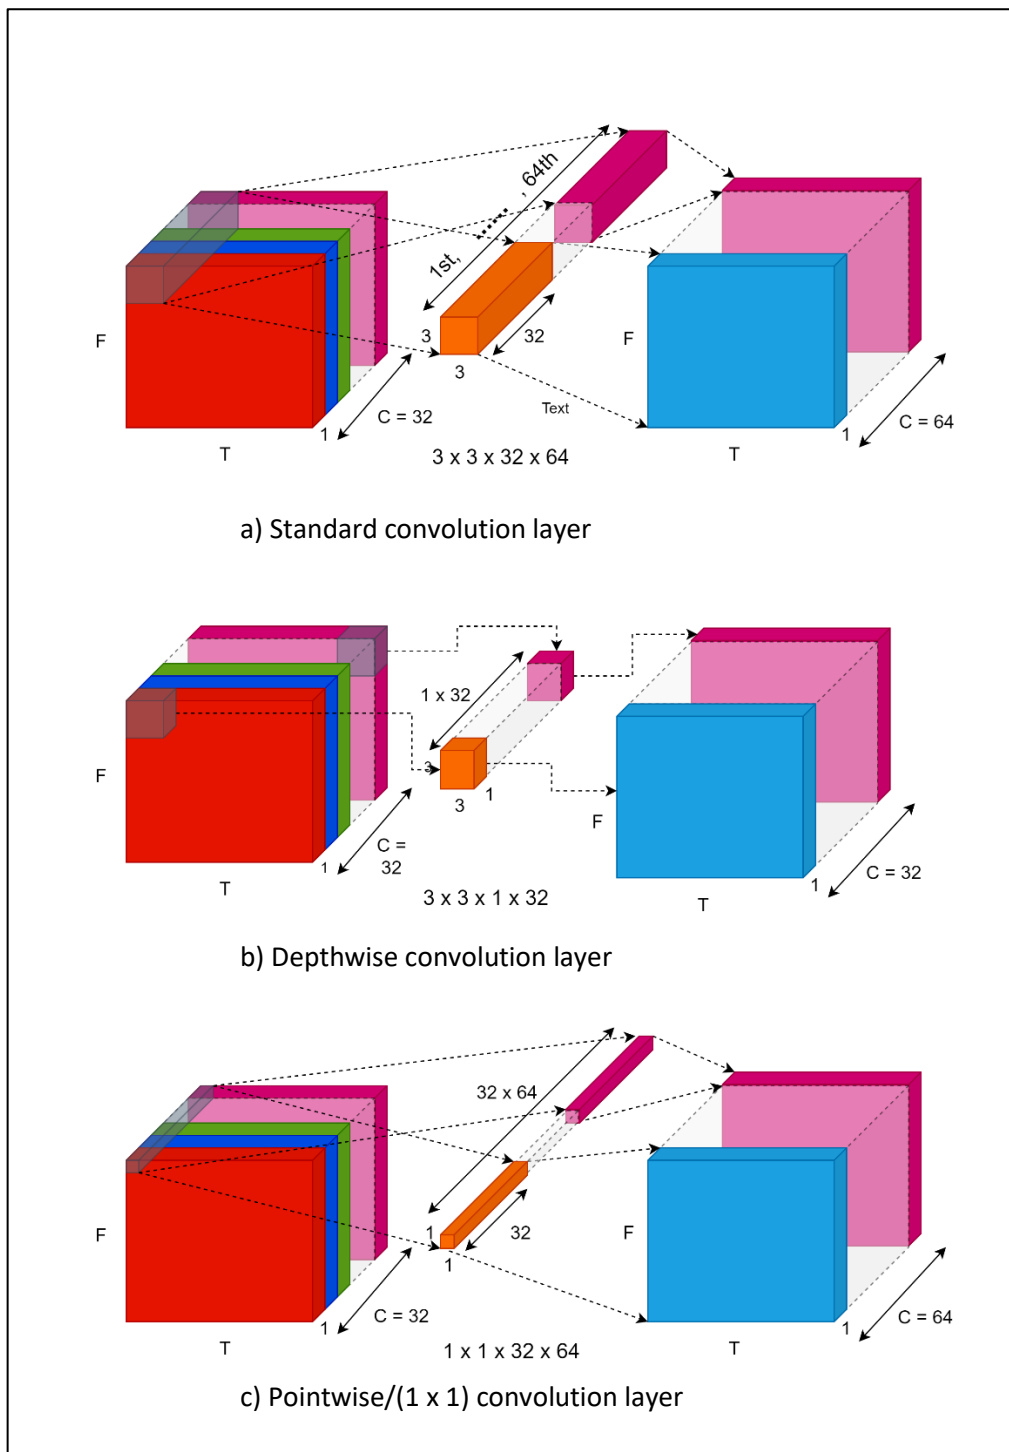 1st, ...... , 64th
F
3
32
3
F
C = 32
Text
C = 64
1
1
T
T
3 x 3 x 32 x 64
a) Standard convolution layer
1 x 32
F
3
3
1
F
C =
32
1
C = 32
1
T
T
3 x 3 x 1 x 32
b) Depthwise convolution layer
32 x 64
F
1
32
F
1
C = 32
C = 64
1
1
T
T
1 x 1 x 32 x 64
c) Pointwise/(1 x 1) convolution layer